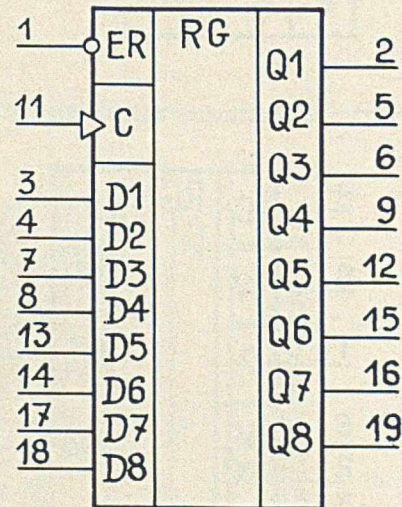 1 ER RG Q1 2
11 C Q2 5
3 D1 Q3 6
4 D2 Q4 9
7 D3 Q5 12
8 D4 Q6 15
13 D5 Q7 16
14 D6 Q8 19
17 D7
18 D8